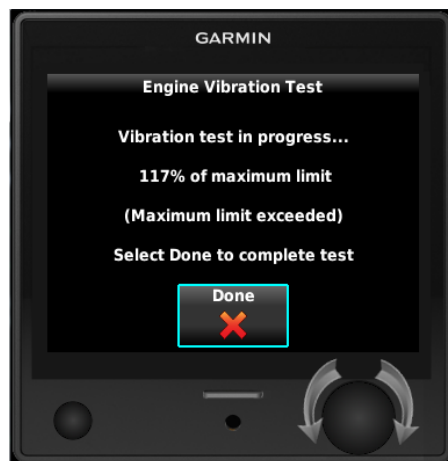 GARMIN
Engine Vibration Test
Vibration test in progress...
117% of maximum limit
(Maximum limit exceeded)
Select Done to complete test
Done